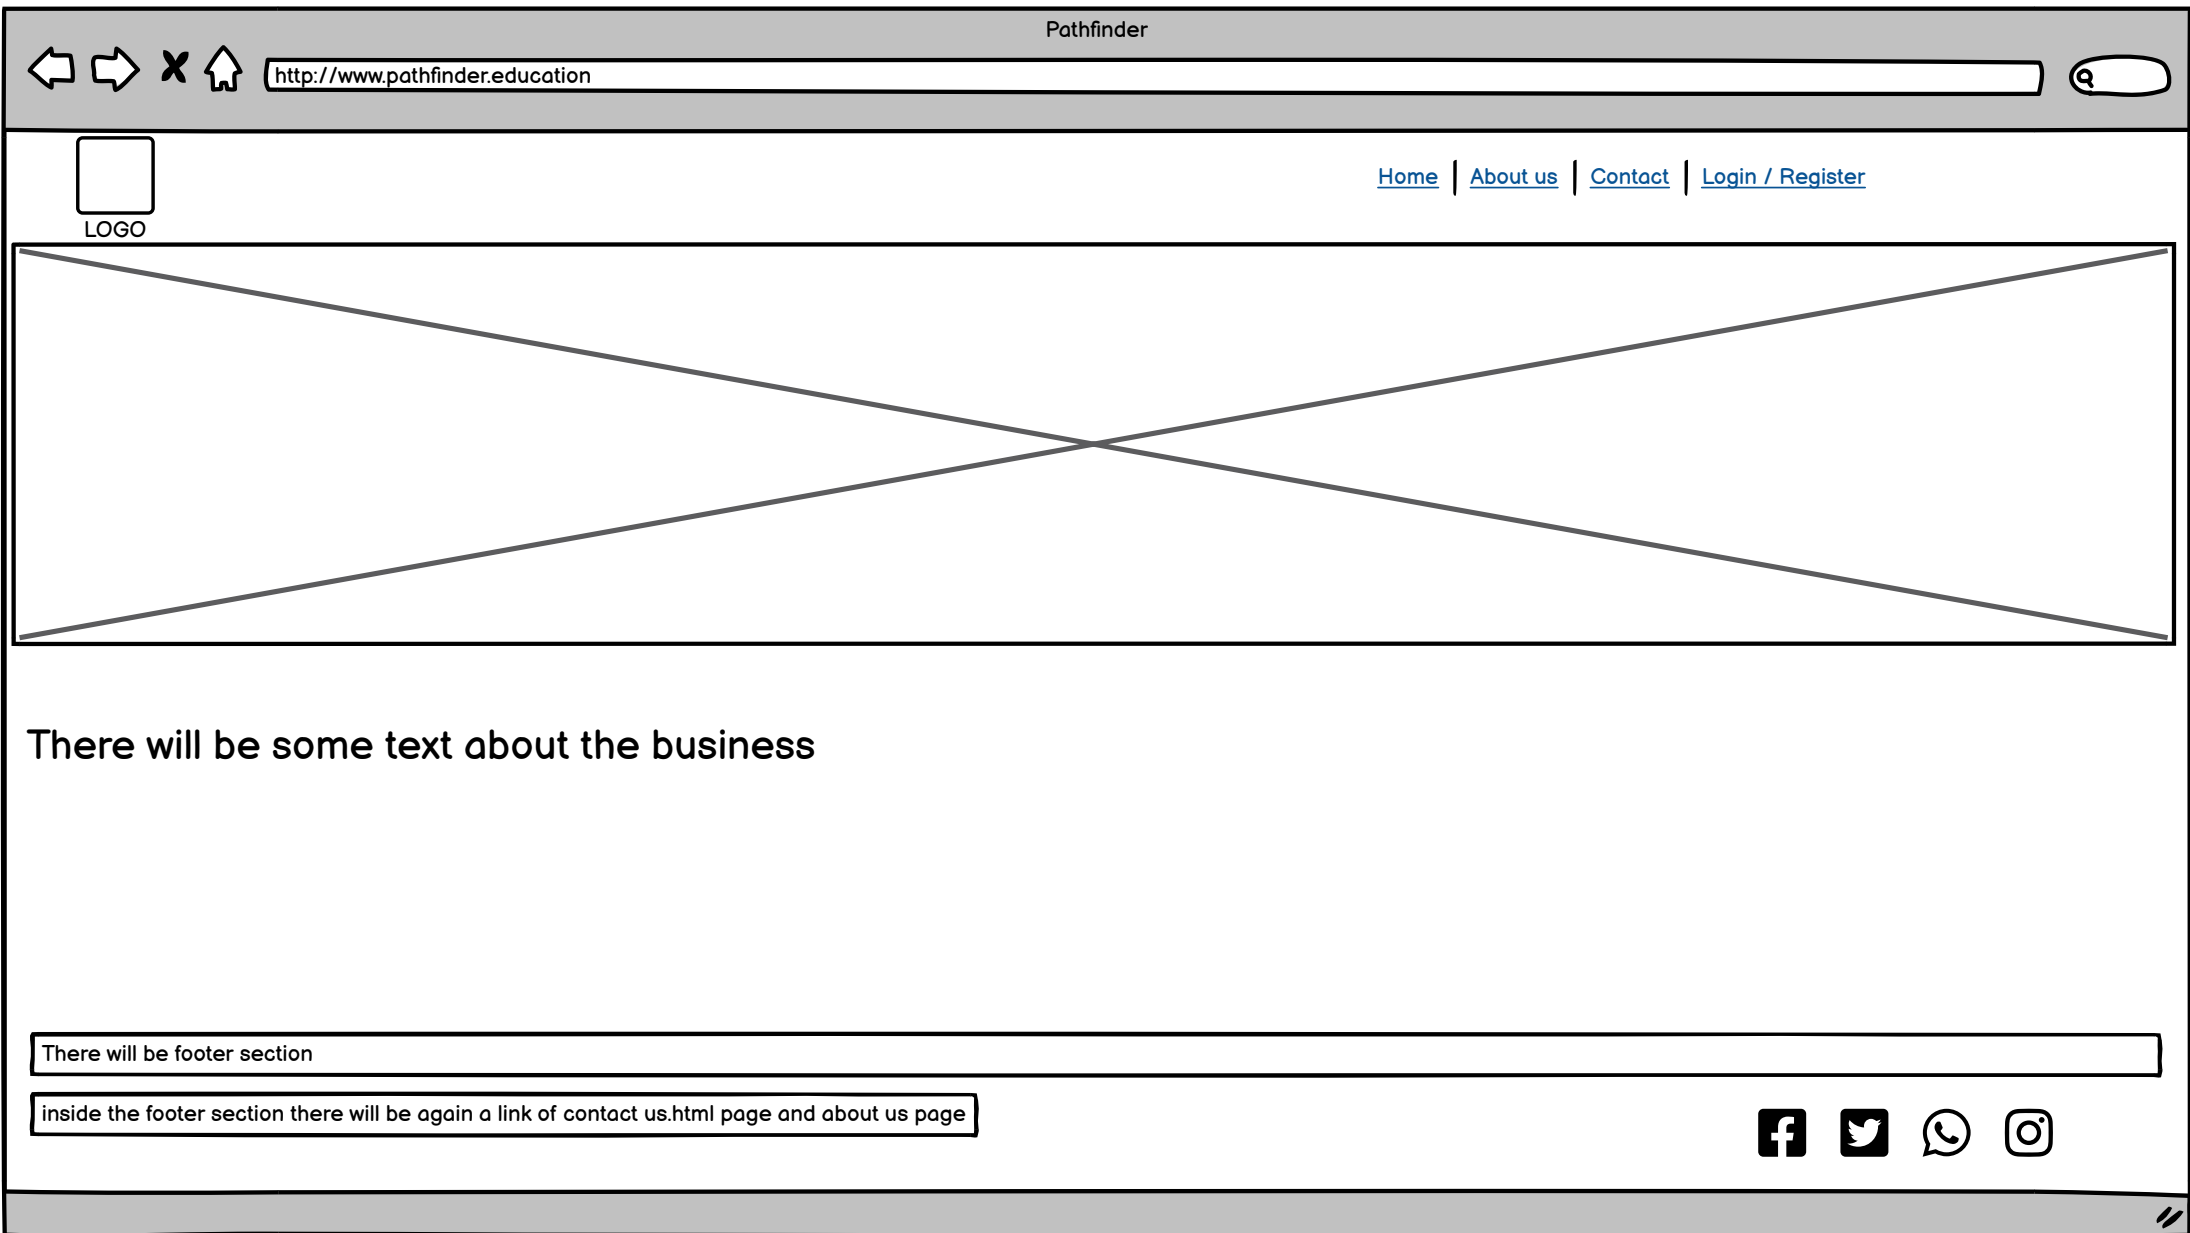 Pathfinder
http://www.pathfinder.education
Home | About us | Contact | Login / Register
LOGO
There will be some text about the business
There will be footer section
inside the footer section there will be again a link of contact us.html page and about us page